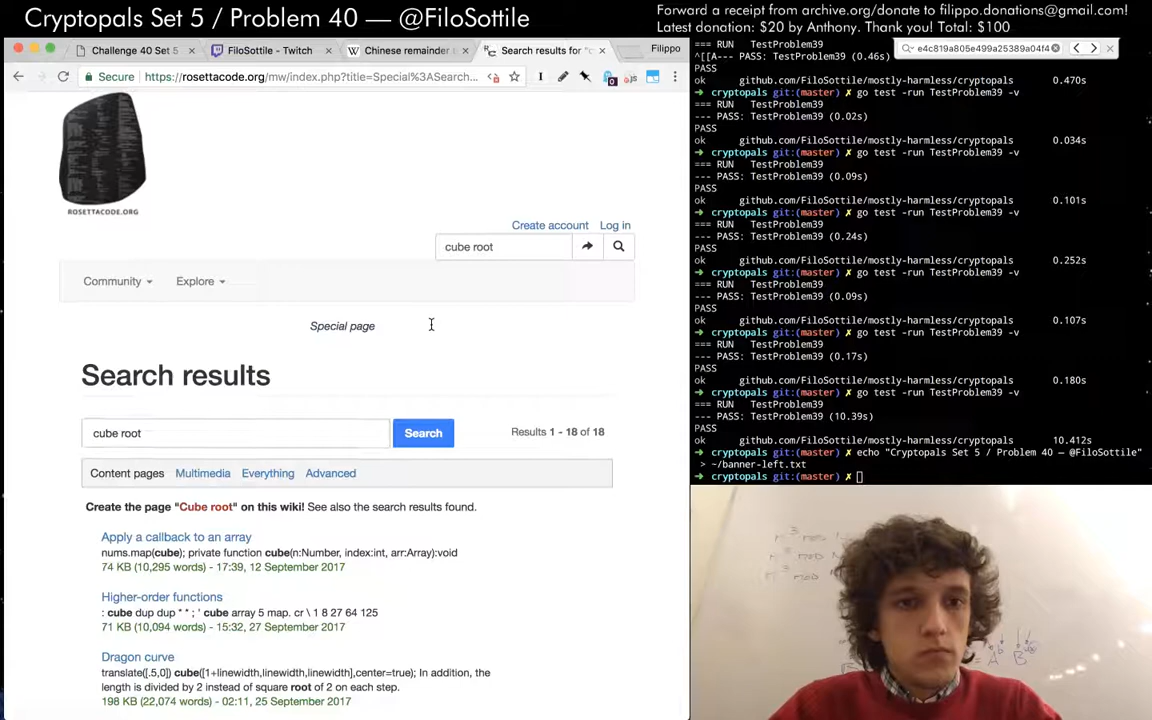 Cryptopals Set 5 / Problem 40 — @FiloSottile
Forward a receipt from archive.org/donate to filippo.donations@gmail.com!
Latest donation: $20 by Anthony. Thank you! Total: $100
Challenge 40 Set 5
FiloSottile - Twitch
Chinese remainder
Search results for "c
Filippo
Secure
https://rosettacode.org/mw/index.php?title=Special%3ASearch...
ROSETTACODE.ORG
Create account
Log in
cube root
Community
Explore
Special page
Search results
cube root
Search
Results 1 - 18 of 18
Content pages
Multimedia
Everything
Advanced
Create the page "Cube root" on this wiki! See also the search results found.
Apply a callback to an array
nums.map(cube); private function cube(n:Number, index:int, arr:Array):void
74 KB (10,295 words) - 17:39, 12 September 2017
Higher-order functions
: cube dup dup * * ; ' cube array 5 map. cr \ 1 8 27 64 125
71 KB (10,094 words) - 15:32, 27 September 2017
Dragon curve
translate([.5,0]) cube([1+linewidth,linewidth,linewidth],center=true); In addition, the
length is divided by 2 instead of square root of 2 on each step.
198 KB (22,074 words) - 02:11, 25 September 2017
=== RUN TestProblem39
e4c819a805e499a25389a04f4
^[[A--- PASS: TestProblem39 (0.46s)
PASS
ok github.com/FiloSottile/mostly-harmless/cryptopals 0.470s
➜ cryptopals git:(master) ✗ go test -run TestProblem39 -v
=== RUN TestProblem39
--- PASS: TestProblem39 (0.02s)
PASS
ok github.com/FiloSottile/mostly-harmless/cryptopals 0.034s
➜ cryptopals git:(master) ✗ go test -run TestProblem39 -v
=== RUN TestProblem39
--- PASS: TestProblem39 (0.09s)
PASS
ok github.com/FiloSottile/mostly-harmless/cryptopals 0.101s
➜ cryptopals git:(master) ✗ go test -run TestProblem39 -v
=== RUN TestProblem39
--- PASS: TestProblem39 (0.24s)
PASS
ok github.com/FiloSottile/mostly-harmless/cryptopals 0.252s
➜ cryptopals git:(master) ✗ go test -run TestProblem39 -v
=== RUN TestProblem39
--- PASS: TestProblem39 (0.09s)
PASS
ok github.com/FiloSottile/mostly-harmless/cryptopals 0.107s
➜ cryptopals git:(master) ✗ go test -run TestProblem39 -v
=== RUN TestProblem39
--- PASS: TestProblem39 (0.17s)
PASS
ok github.com/FiloSottile/mostly-harmless/cryptopals 0.180s
➜ cryptopals git:(master) ✗ go test -run TestProblem39 -v
=== RUN TestProblem39
--- PASS: TestProblem39 (10.39s)
PASS
ok github.com/FiloSottile/mostly-harmless/cryptopals 10.412s
➜ cryptopals git:(master) ✗ echo "Cryptopals Set 5 / Problem 40 — @FiloSottile"
> ~/banner-left.txt
➜ cryptopals git:(master) ✗